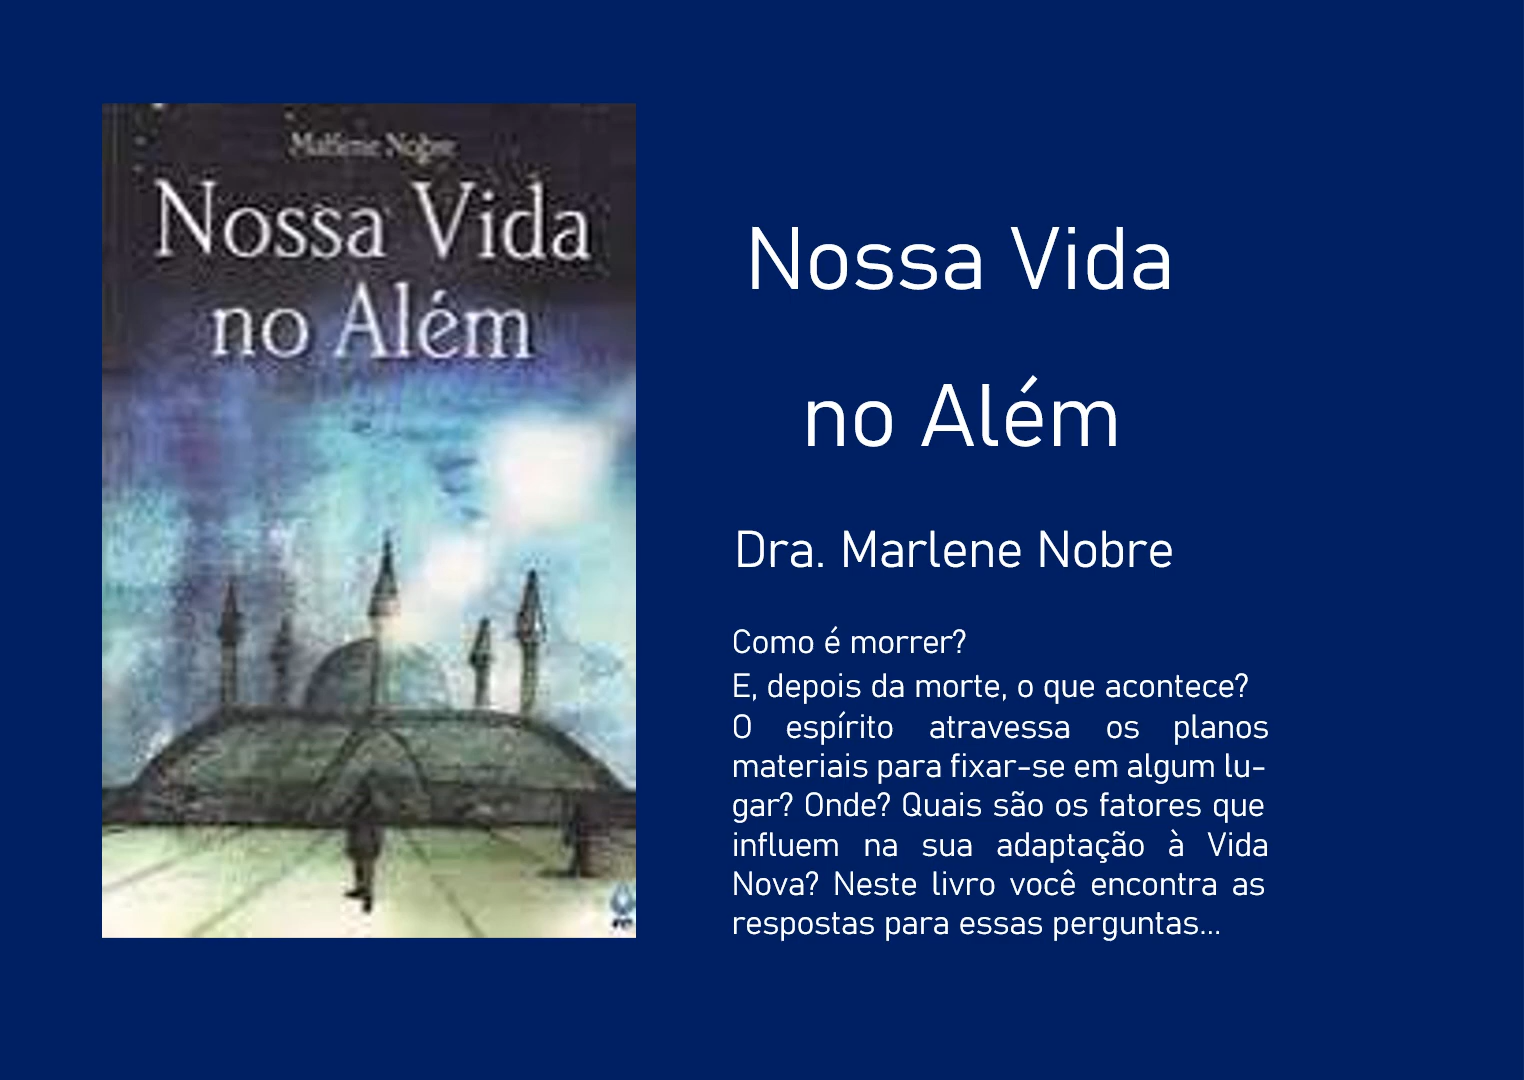 Marlene Nobre
Nossa Vida
no Além
Nossa Vida
no Além
Dra. Marlene Nobre
Como é morrer?
E, depois da morte, o que acontece?
O espírito atravessa os planos
materiais para fixar-se em algum lu-
gar? Onde? Quais são os fatores que
influem na sua adaptação à Vida
Nova? Neste livro você encontra as
respostas para essas perguntas...